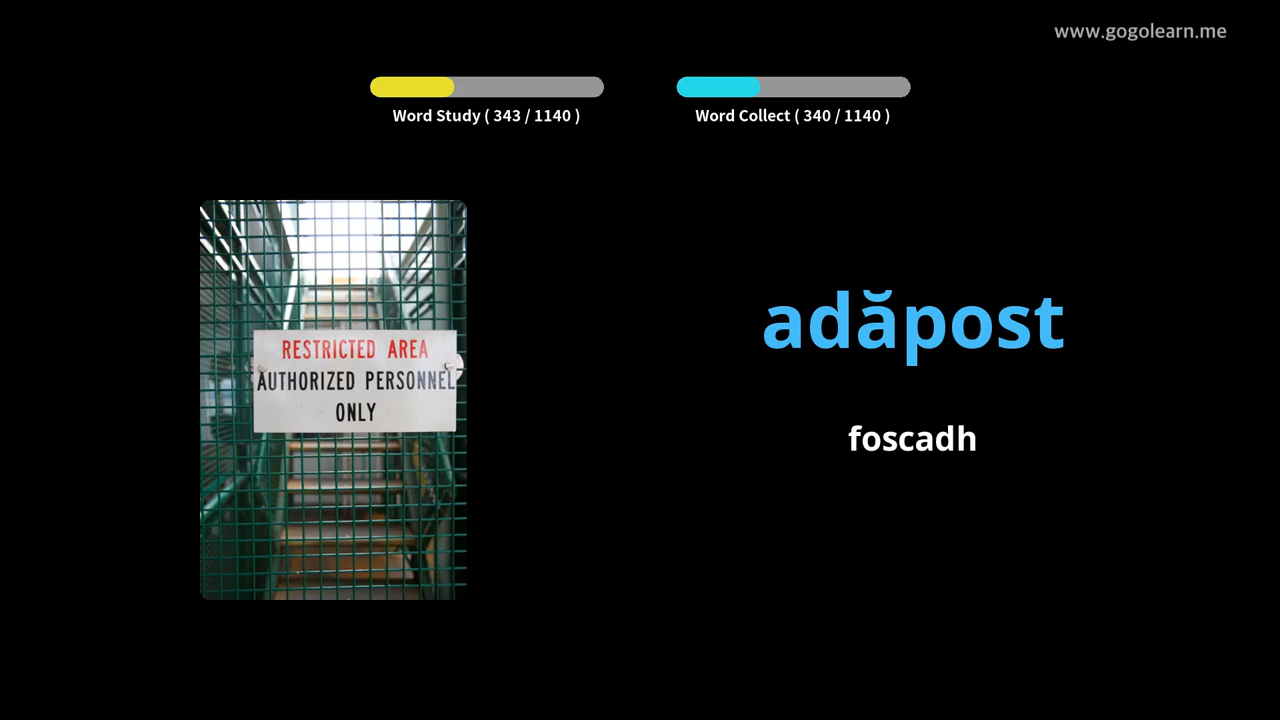 www.gogolearn.me
Word Study ( 343 / 1140 )
Word Collect ( 340 / 1140 )
RESTRICTED AREA
AUTHORIZED PERSONNEL
ONLY
adăpost
foscadh